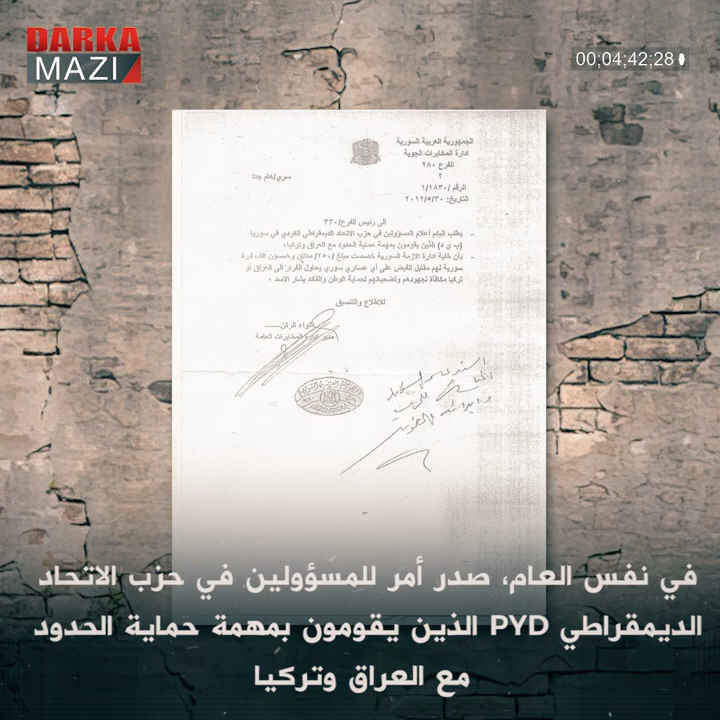 DARKA
MAZI
00;04;42;28
الجمهورية العربية السورية
ادارة المخابرات الجوية
الفرع ٢٨٠
؟
سري/هام جدا
الرقم /١/١٨٣٠
التاريخ: ٢٠١٢/٥/٣٠
الى رئيس الفرع/٣٣٠
- يطلب اليكم أعلام المسؤولين في حزب الاتحاد الديمقراطي الكردي في سوريا
(ب ي د) الذين يقومون بمهمة حماية الحدود مع العراق وتركيا،
- بأن خلية ادارة الازمة السورية خصصت مبلغ /٢٥٠/ مئتان وخمسون الف ليرة
سورية لهم مقابل القبض على أي عسكري سوري يحاول الفرار الى العراق أو
تركيا مكافأة لجهودهم وتضحياتهم لحماية الوطن والقائد بشار الاسد .
للاطلاع والتنسيق
اللواء الركن
مدير ادارة المخابرات العامة
في نفس العام، صدر أمر للمسؤولين في حزب الاتحاد
الديمقراطي PYD الذين يقومون بمهمة حماية الحدود
مع العراق وتركيا